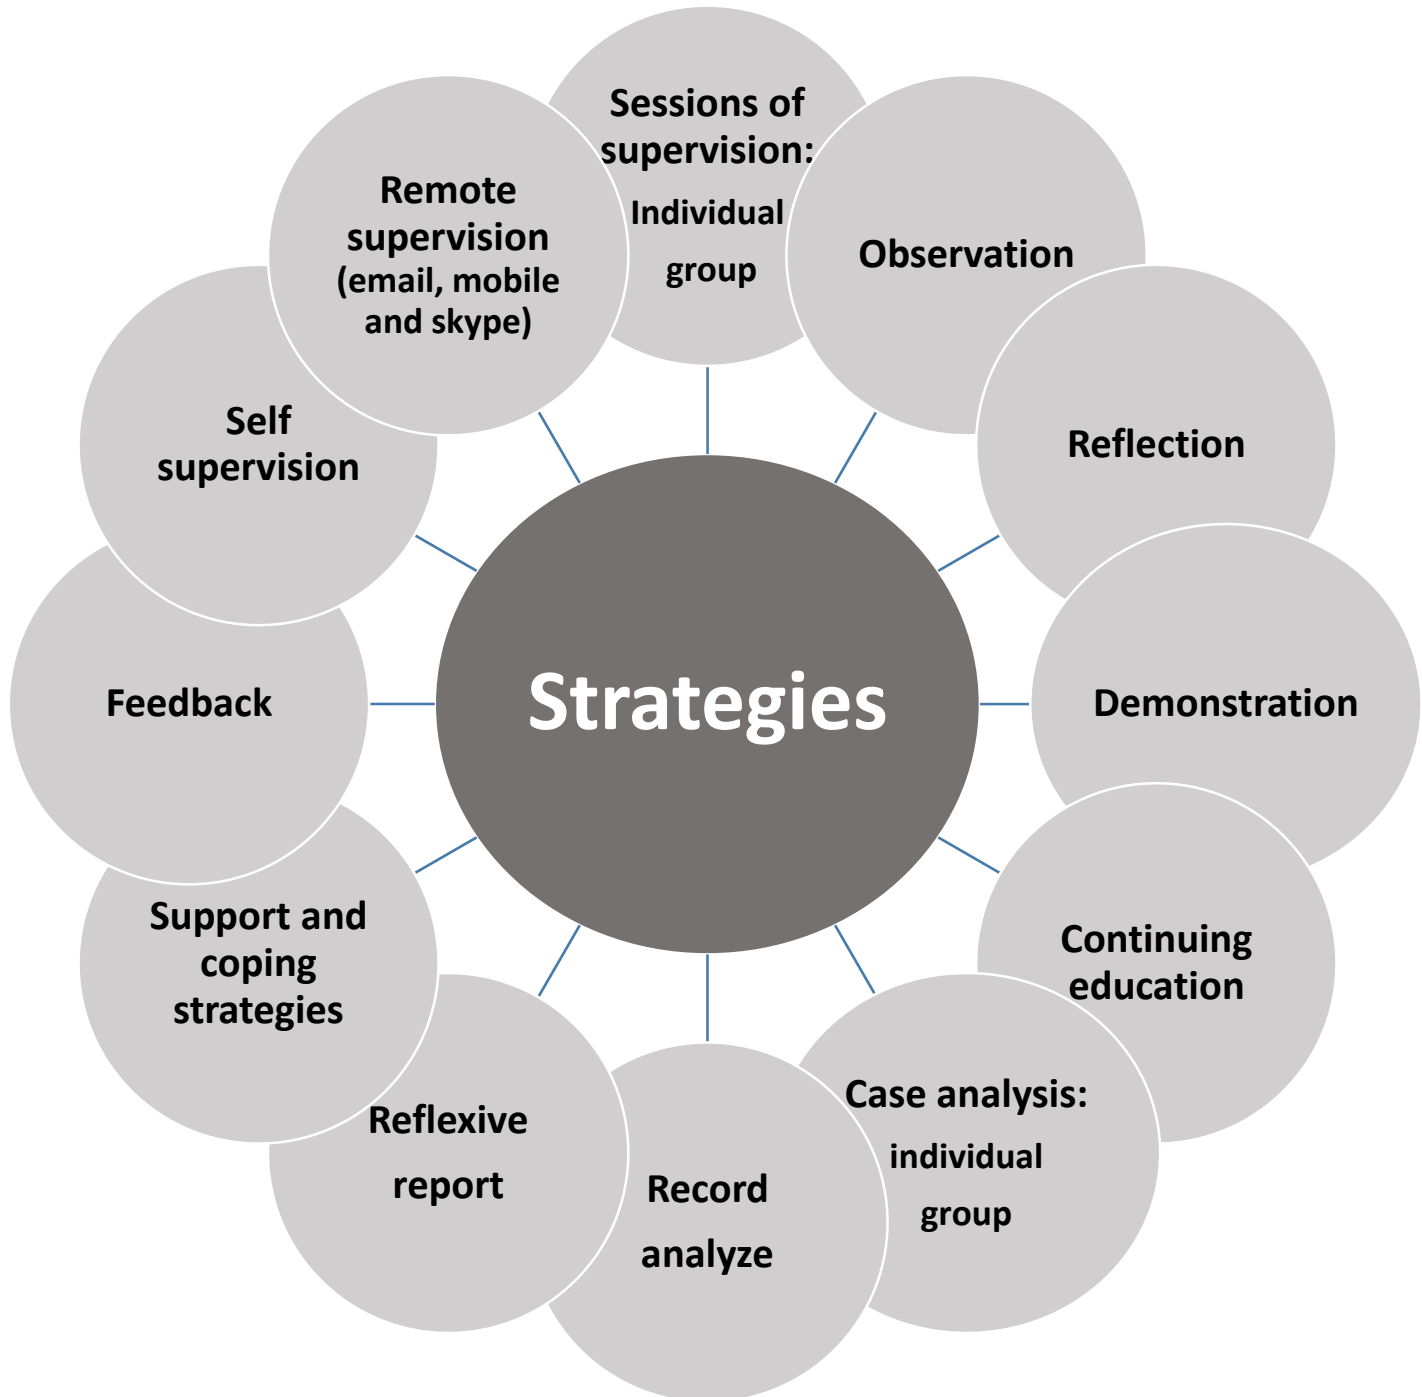 Sessions of
supervision:
Individual
group
Observation
Reflection
Demonstration
Continuing
education
Case analysis:
individual
group
Record
analyze
Reflexive
report
Support and
coping
strategies
Feedback
Self
supervision
Remote
supervision
(email, mobile
and skype)
Strategies